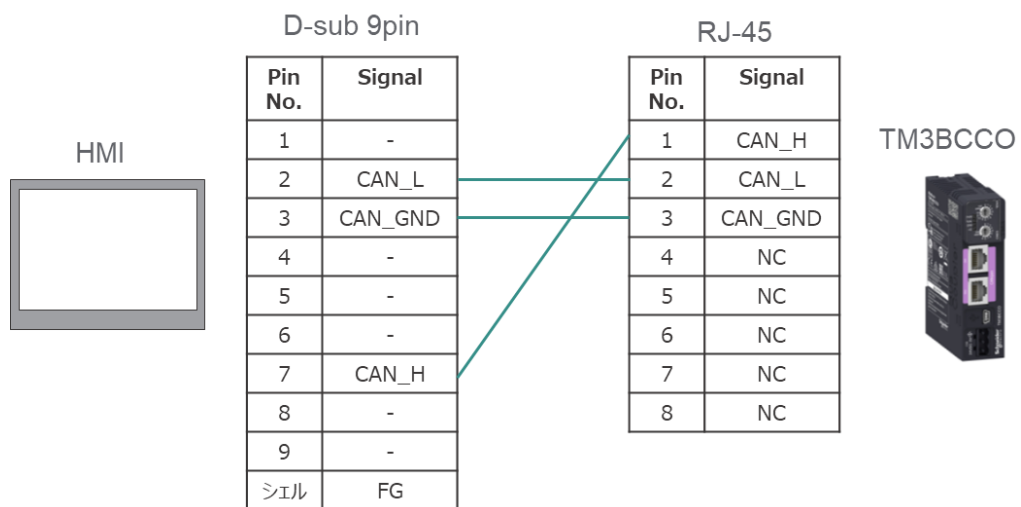 D-sub 9pin
RJ-45
HMI
TM3BCCO
Pin No. Signal
1 -
2 CAN_L
3 CAN_GND
4 -
5 -
6 -
7 CAN_H
8 -
9 -
シェル FG
Pin No. Signal
1 CAN_H
2 CAN_L
3 CAN_GND
4 NC
5 NC
6 NC
7 NC
8 NC